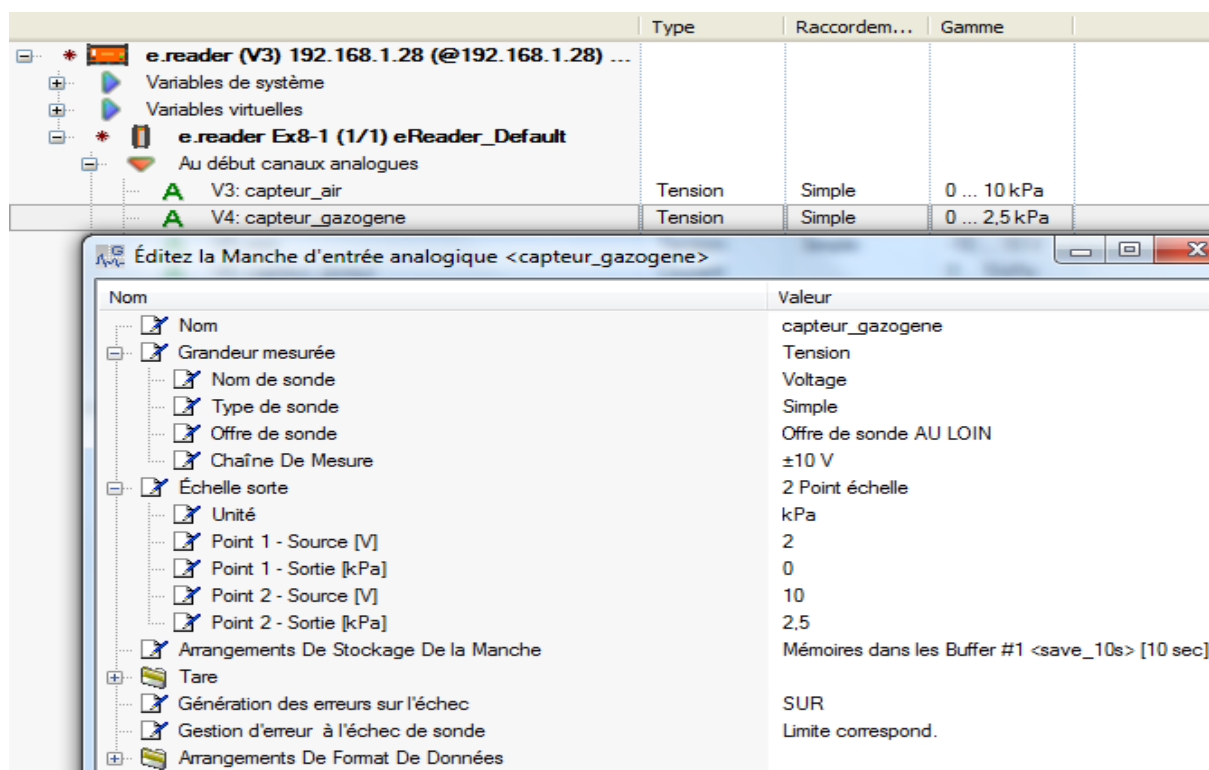 Type Raccordem... Gamme
e.reader (V3) 192.168.1.28 (@192.168.1.28) ...
Variables de système
Variables virtuelles
e.reader Ex8-1 (1/1) eReader_Default
Au début canaux analogues
A V3: capteur_air Tension Simple 0 ... 10 kPa
A V4: capteur_gazogene Tension Simple 0 ... 2,5 kPa
Éditez la Manche d'entrée analogique <capteur_gazogene>
Nom Valeur
Nom capteur_gazogene
Grandeur mesurée Tension
Nom de sonde Voltage
Type de sonde Simple
Offre de sonde Offre de sonde AU LOIN
Chaîne De Mesure ±10 V
Échelle sorte 2 Point échelle
Unité kPa
Point 1 - Source [V] 2
Point 1 - Sortie [kPa] 0
Point 2 - Source [V] 10
Point 2 - Sortie [kPa] 2,5
Arrangements De Stockage De la Manche Mémoires dans les Buffer #1 <save_10s> [10 sec]
Tare
Génération des erreurs sur l'échec SUR
Gestion d'erreur à l'échec de sonde Limite correspond.
Arrangements De Format De Données